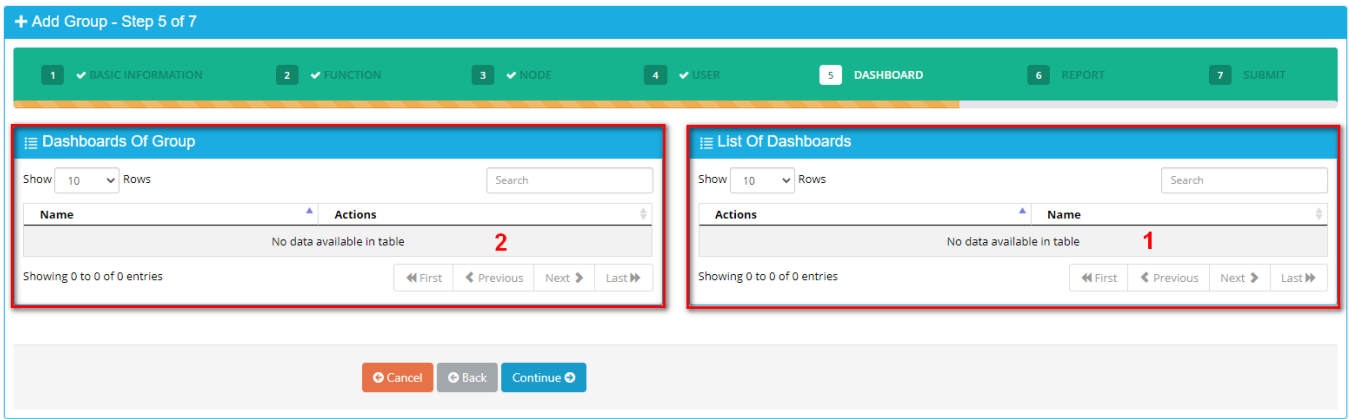 Add Group - Step 5 of 7
1 BASIC INFORMATION 2 FUNCTION 3 NODE 4 USER 5 DASHBOARD 6 REPORT 7 SUBMIT
Dashboards Of Group
Show 10 Rows Search
Name Actions
No data available in table 2
Showing 0 to 0 of 0 entries First Previous Next Last
List Of Dashboards
Show 10 Rows Search
Actions Name
No data available in table 1
Showing 0 to 0 of 0 entries First Previous Next Last
Cancel Back Continue